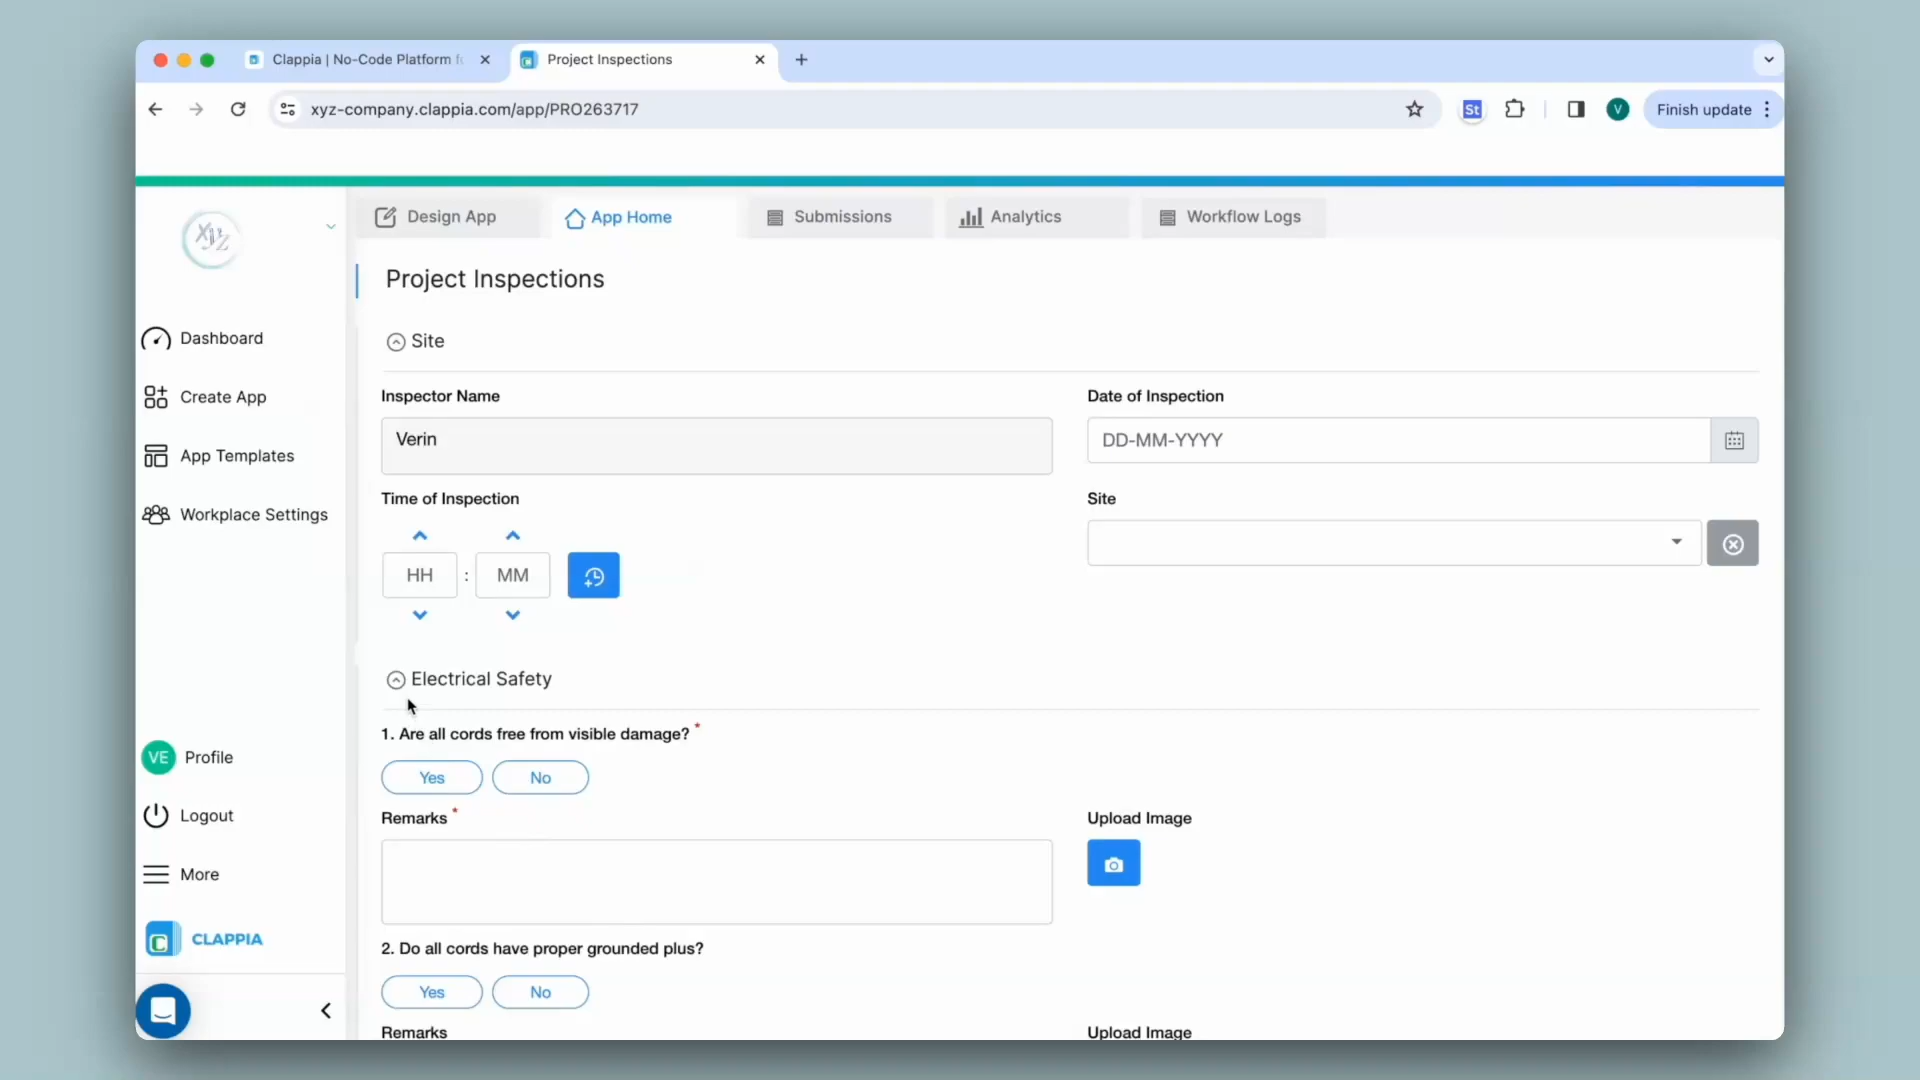 Clappia | No-Code Platform f
Project Inspections
xyz-company.clappia.com/app/PRO263717
St
V
Finish update
XYZ
Design App
App Home
Submissions
Analytics
Workflow Logs
Project Inspections
Dashboard
Create App
App Templates
Workplace Settings
VE Profile
Logout
More
CLAPPIA
Site
Inspector Name
Verin
Date of Inspection
DD-MM-YYYY
Time of Inspection
HH : MM
Site
Electrical Safety
1. Are all cords free from visible damage? *
Yes No
Remarks *
Upload Image
2. Do all cords have proper grounded plus?
Yes No
Remarks
Upload Image